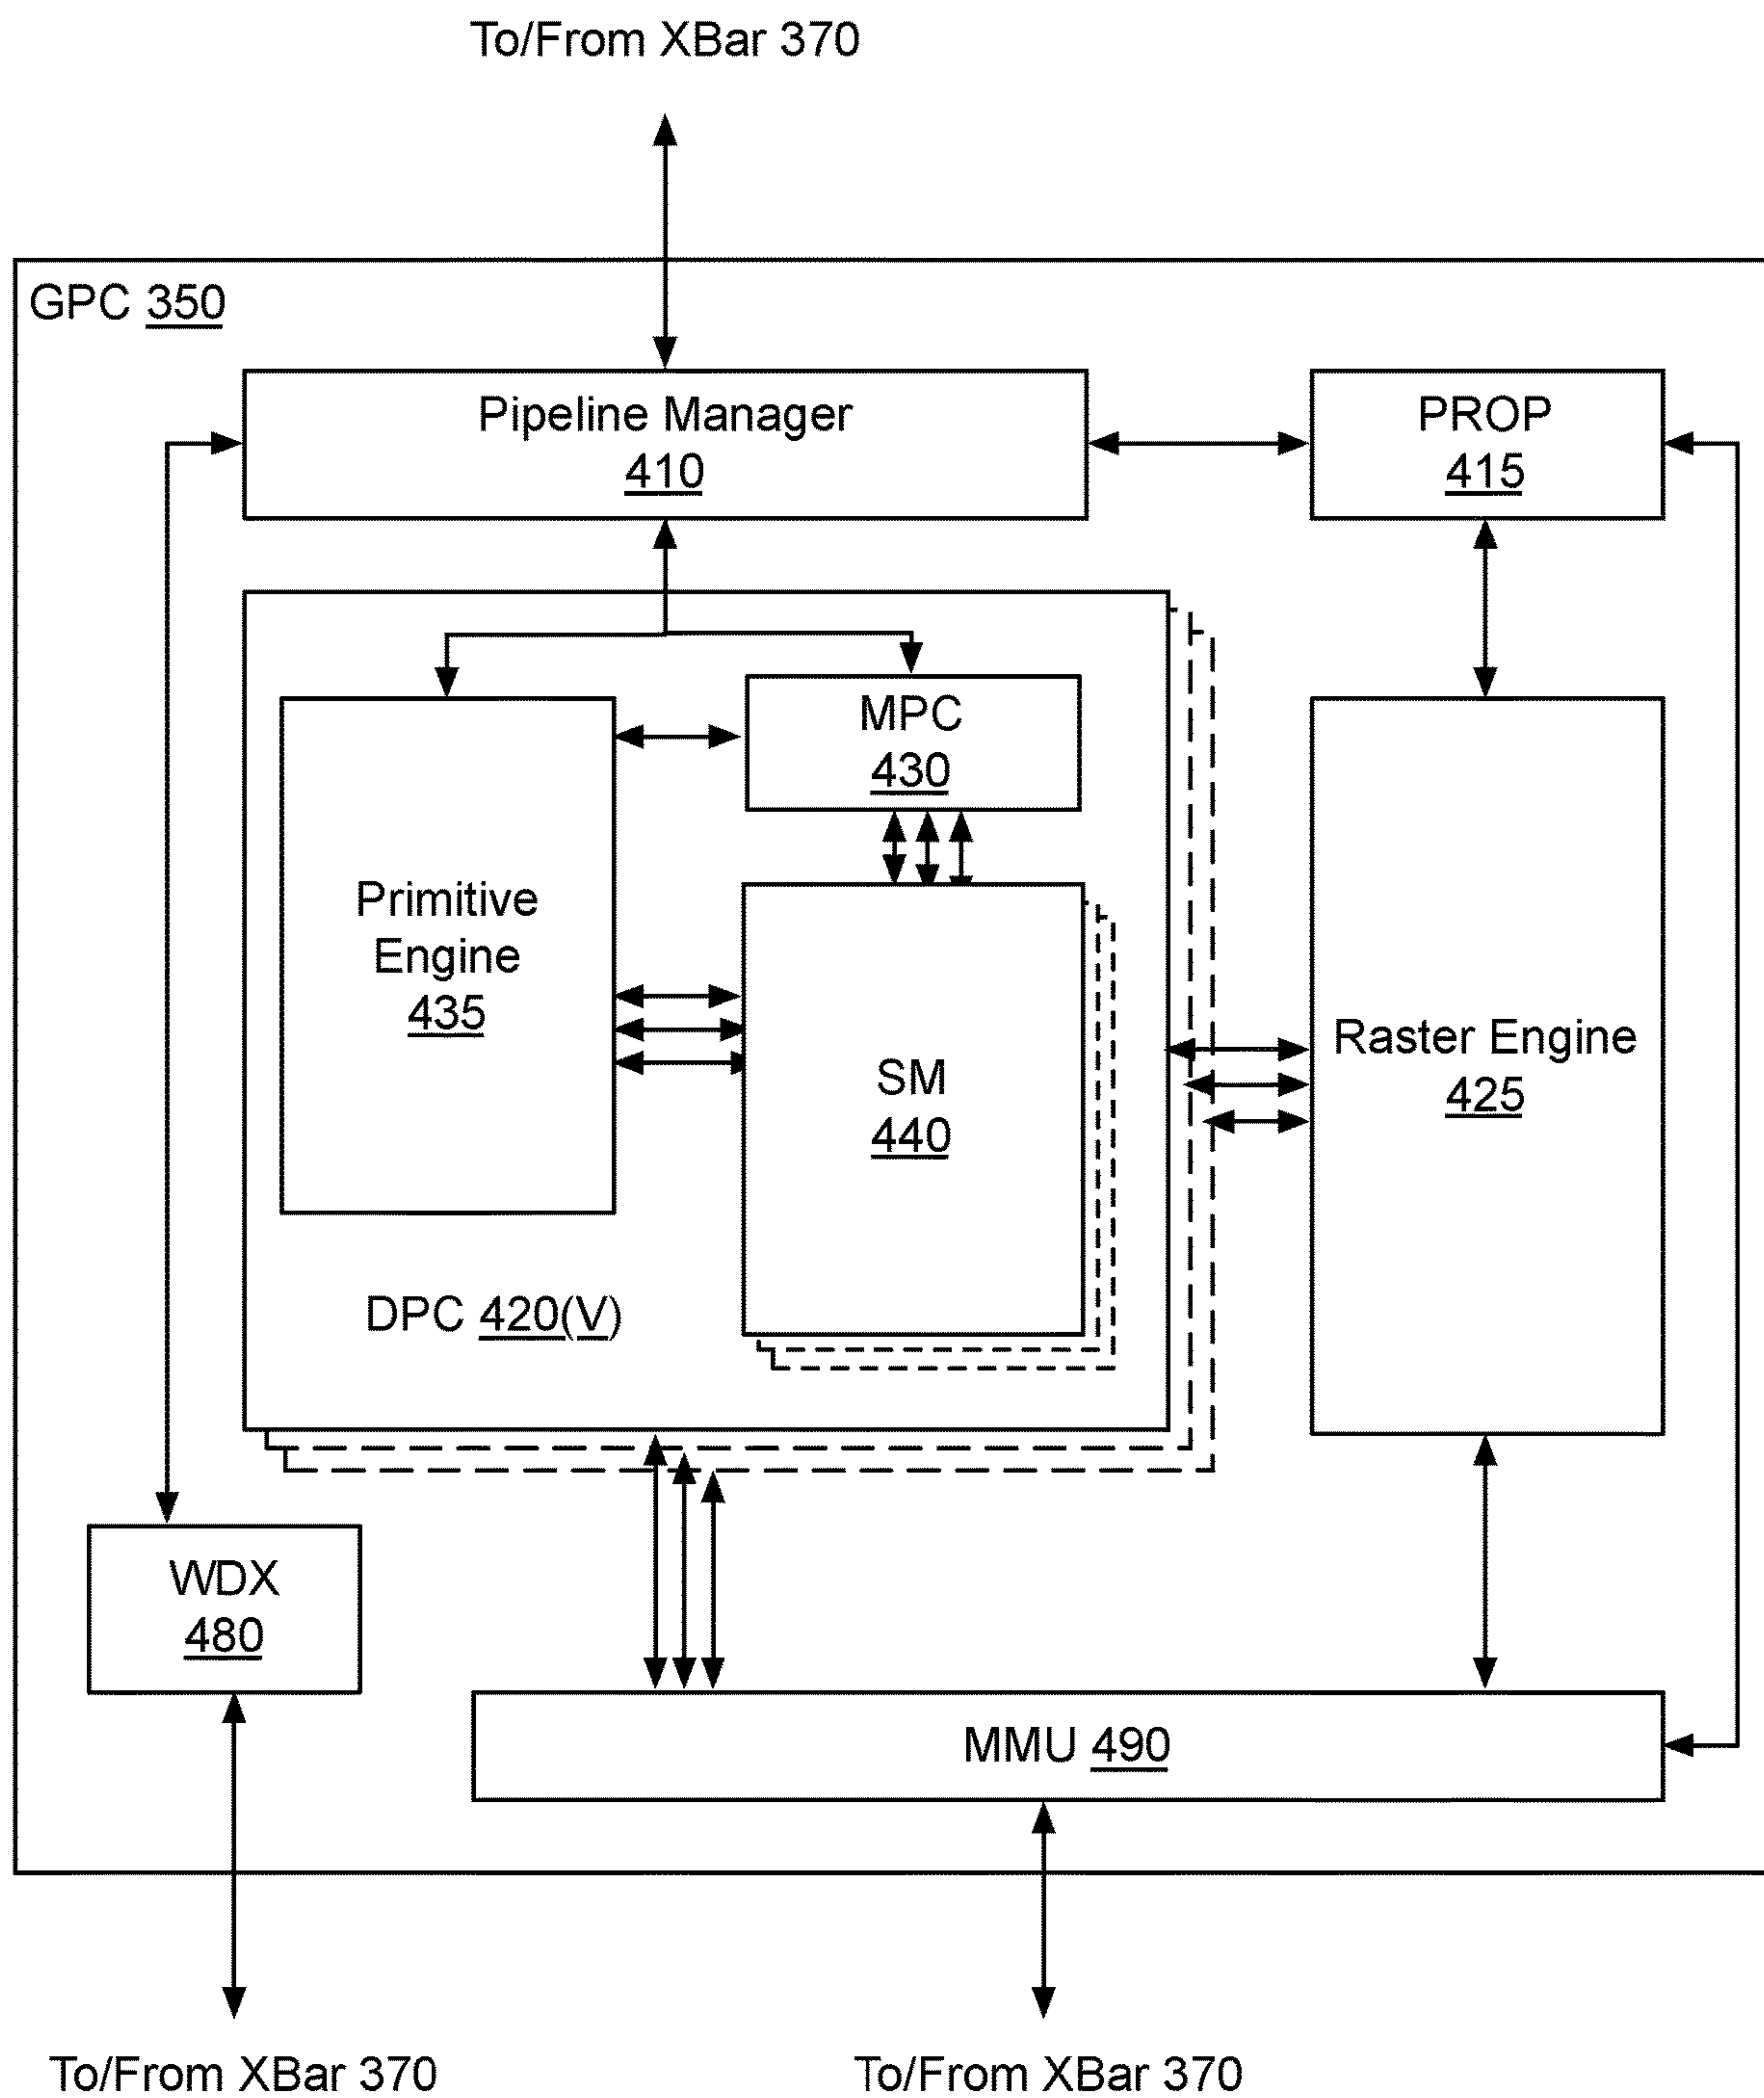 To/From XBar 370
GPC 350
Pipeline Manager
410
PROP
415
MPC
430
Primitive
Engine
435
SM
440
Raster Engine
425
DPC 420(V)
WDX
480
MMU 490
To/From XBar 370
To/From XBar 370